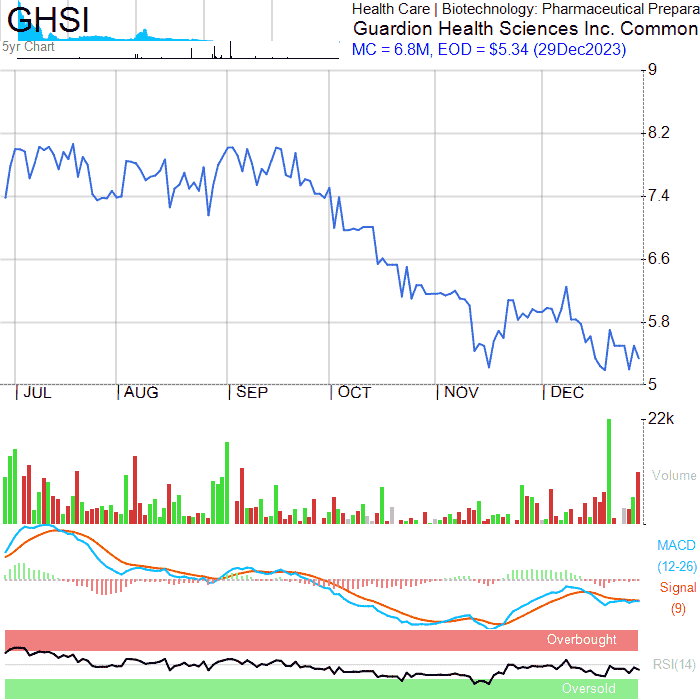 GHSI
Health Care | Biotechnology: Pharmaceutical Prepara
Guardion Health Sciences Inc. Common
5yr Chart
MC = 6.8M, EOD = $5.34 (29Dec2023)
9
8.2
7.4
6.6
5.8
5
JUL AUG SEP OCT NOV DEC
22k
Volume
MACD
(12-26)
Signal
(9)
Overbought
RSI(14)
Oversold